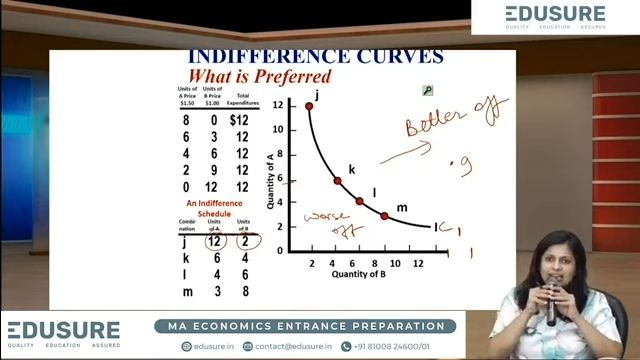 EDUSURE
QUALITY EDUCATION ASSURED
INDIFFERENCE CURVES
What is Preferred
Units of A Price $1.50 Units of B Price $1.00 Total Expenditures
8 0 $12
6 3 12
4 6 12
2 9 12
0 12 12
An Indifference
Schedule
Combi-nation Units of A Units of B
j 12 2
k 6 4
l 4 6
m 3 8
Quantity of A
12
10
8
6
4
2
0
2 4 6 8 10 12
Quantity of B
j
k
l
m
Better off
.g
worse
off
IC1
EDUSURE
QUALITY EDUCATION ASSURED
MA ECONOMICS ENTRANCE PREPARATION
edusure.in contact@edusure.in +91 81008 24600/01